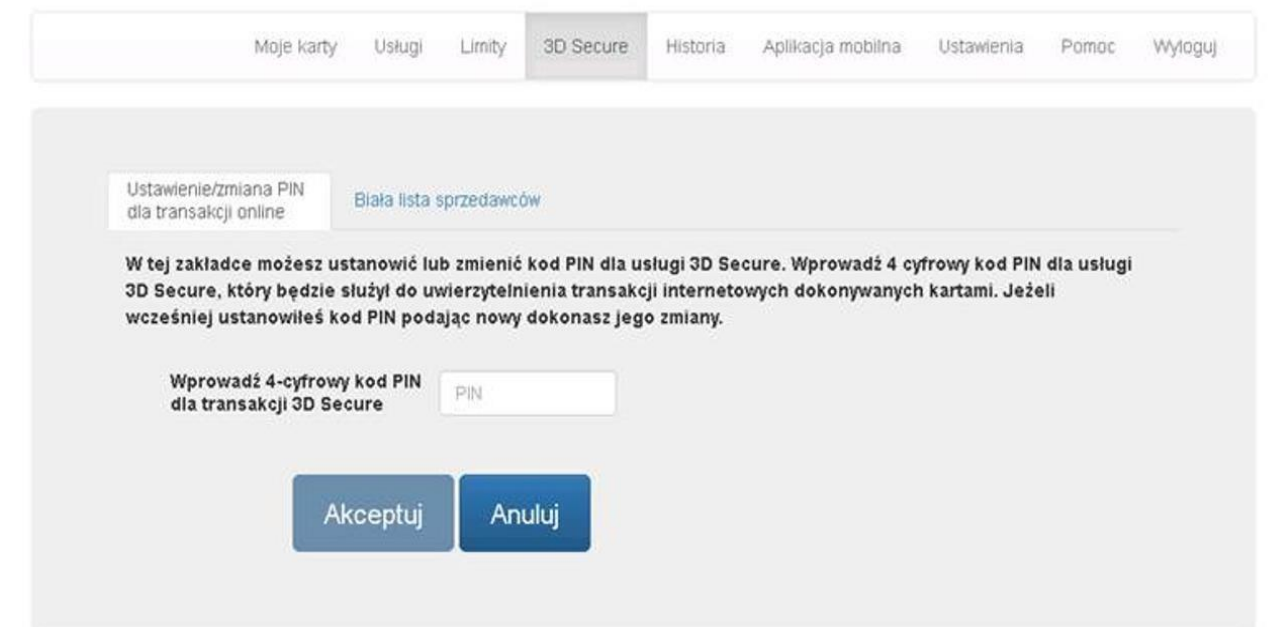 Moje karty Usługi Limity 3D Secure Historia Aplikacja mobilna Ustawienia Pomoc Wyloguj
Ustawienie/zmiana PIN
dla transakcji online
Biała lista sprzedawców
W tej zakładce możesz ustanowić lub zmienić kod PIN dla usługi 3D Secure. Wprowadź 4 cyfrowy kod PIN dla usługi
3D Secure, który będzie służył do uwierzytelnienia transakcji internetowych dokonywanych kartami. Jeżeli
wcześniej ustanowiłeś kod PIN podając nowy dokonasz jego zmiany.
Wprowadź 4-cyfrowy kod PIN
dla transakcji 3D Secure
PIN
Akceptuj Anuluj